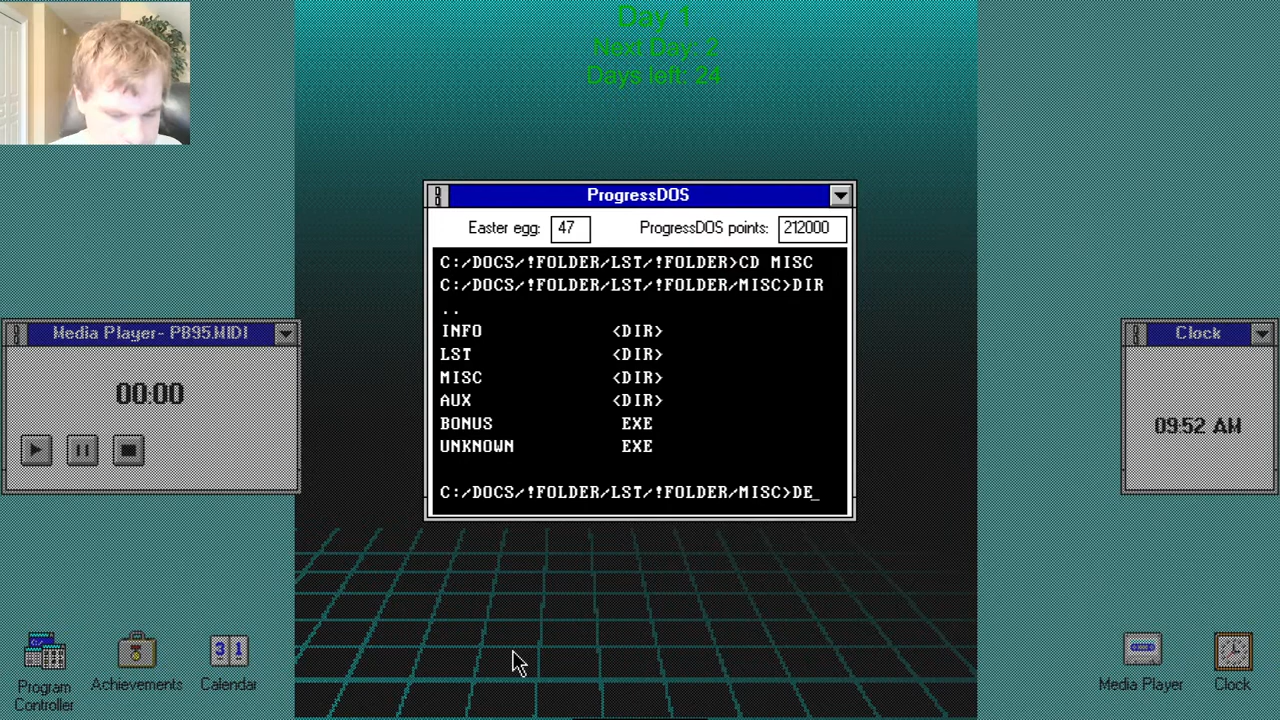 Day 1
Next Day: 2
Days left: 24
ProgressDOS
Easter egg: 47 ProgressDOS points: 212000
C:/DOCS/!FOLDER/LST/!FOLDER>CD MISC
C:/DOCS/!FOLDER/LST/!FOLDER/MISC>DIR
..
INFO <DIR>
LST <DIR>
MISC <DIR>
AUX <DIR>
BONUS EXE
UNKNOWN EXE
C:/DOCS/!FOLDER/LST/!FOLDER/MISC>DE_
Media Player- PB95.MIDI
00:00
Clock
09:52 AM
Program
Controller
Achievements
31
Calendar
Media Player
Clock